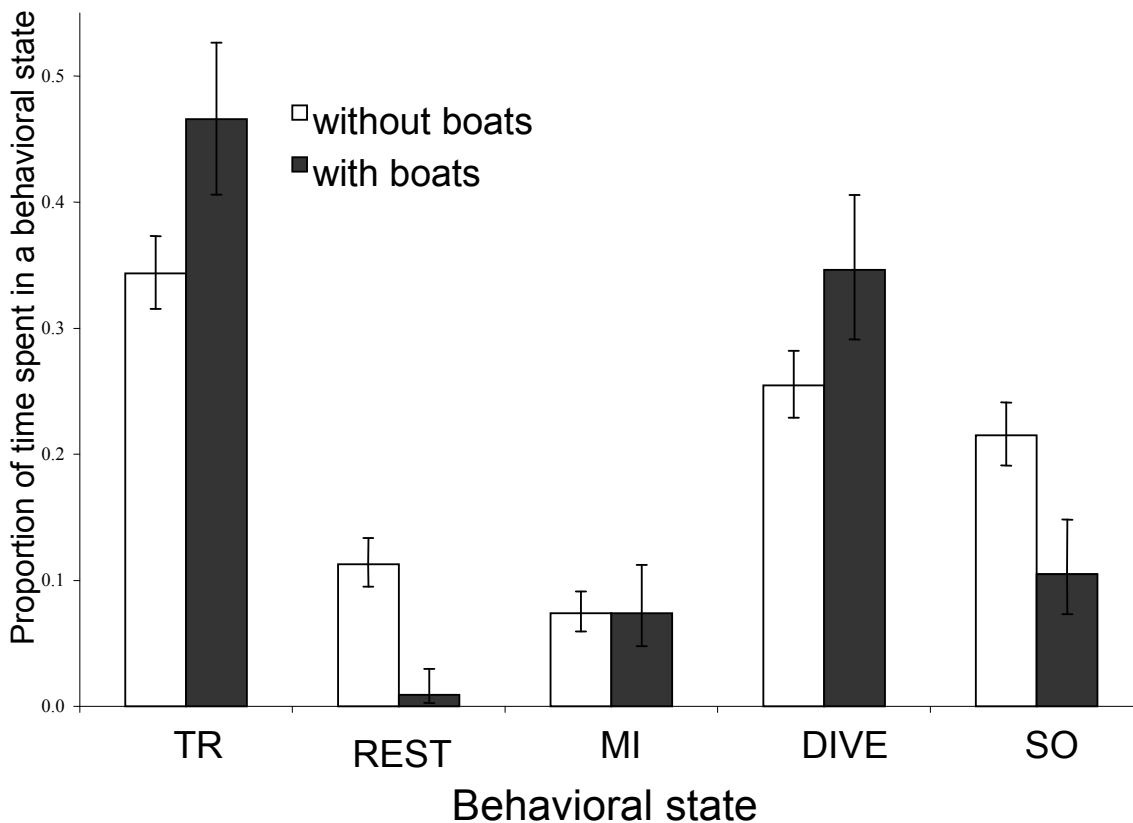 Proportion of time spent in a behavioral state
0.5
0.4
0.3
0.2
0.1
0.0
without boats
with boats
TR
REST
MI
DIVE
SO
Behavioral state